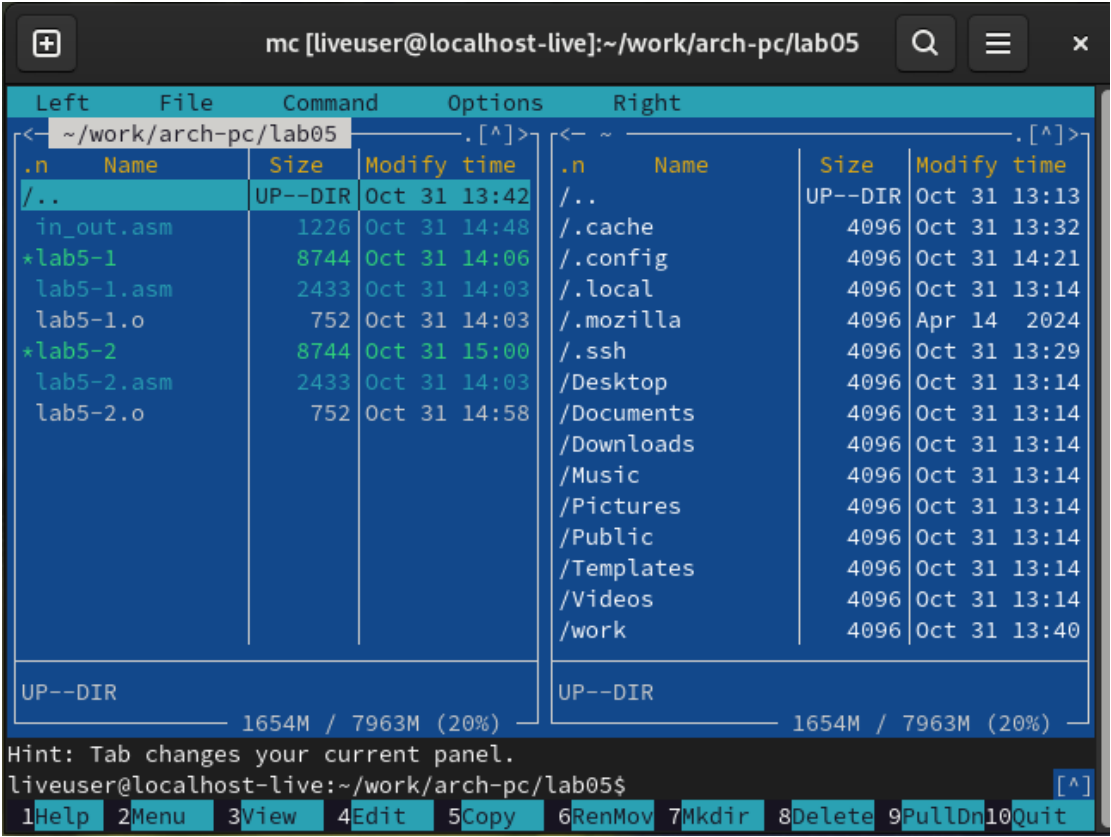 mc [liveuser@localhost-live]:~/work/arch-pc/lab05
Left File Command Options Right
<— ~/work/arch-pc/lab05 .[^]> <— ~ .[^]>
.n Name Size Modify time .n Name Size Modify time
/.. UP--DIR Oct 31 13:42 /.. UP--DIR Oct 31 13:13
in_out.asm 1226 Oct 31 14:48 /.cache 4096 Oct 31 13:32
*lab5-1 8744 Oct 31 14:06 /.config 4096 Oct 31 14:21
lab5-1.asm 2433 Oct 31 14:03 /.local 4096 Oct 31 13:14
lab5-1.o 752 Oct 31 14:03 /.mozilla 4096 Apr 14 2024
*lab5-2 8744 Oct 31 15:00 /.ssh 4096 Oct 31 13:29
lab5-2.asm 2433 Oct 31 14:03 /Desktop 4096 Oct 31 13:14
lab5-2.o 752 Oct 31 14:58 /Documents 4096 Oct 31 13:14
/Downloads 4096 Oct 31 13:14
/Music 4096 Oct 31 13:14
/Pictures 4096 Oct 31 13:14
/Public 4096 Oct 31 13:14
/Templates 4096 Oct 31 13:14
/Videos 4096 Oct 31 13:14
/work 4096 Oct 31 13:40
UP--DIR UP--DIR
1654M / 7963M (20%) 1654M / 7963M (20%)
Hint: Tab changes your current panel.
liveuser@localhost-live:~/work/arch-pc/lab05$ [^]
1Help 2Menu 3View 4Edit 5Copy 6RenMov 7Mkdir 8Delete 9PullDn 10Quit